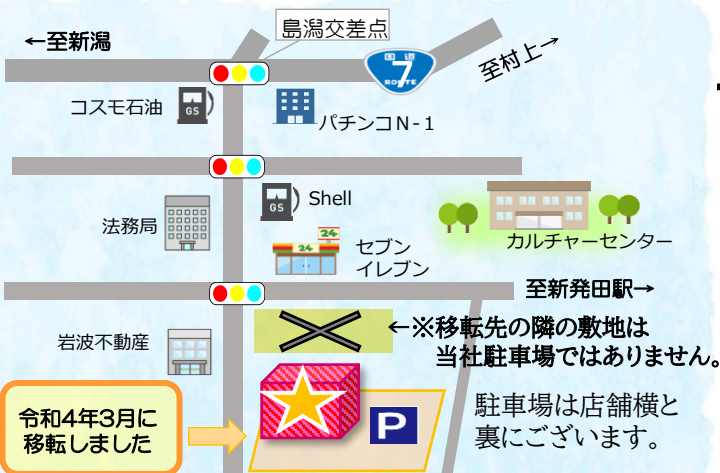 島潟交差点
←至新潟
国道
7
ROUTE
至村上→
コスモ石油
GS
パチンコN-1
法務局
GS
Shell
24
24
セブン
イレブン
カルチャーセンター
至新発田駅→
岩波不動産
←※移転先の隣の敷地は
当社駐車場ではありません。
令和4年3月に
移転しました
P
駐車場は店舗横と
裏にございます。